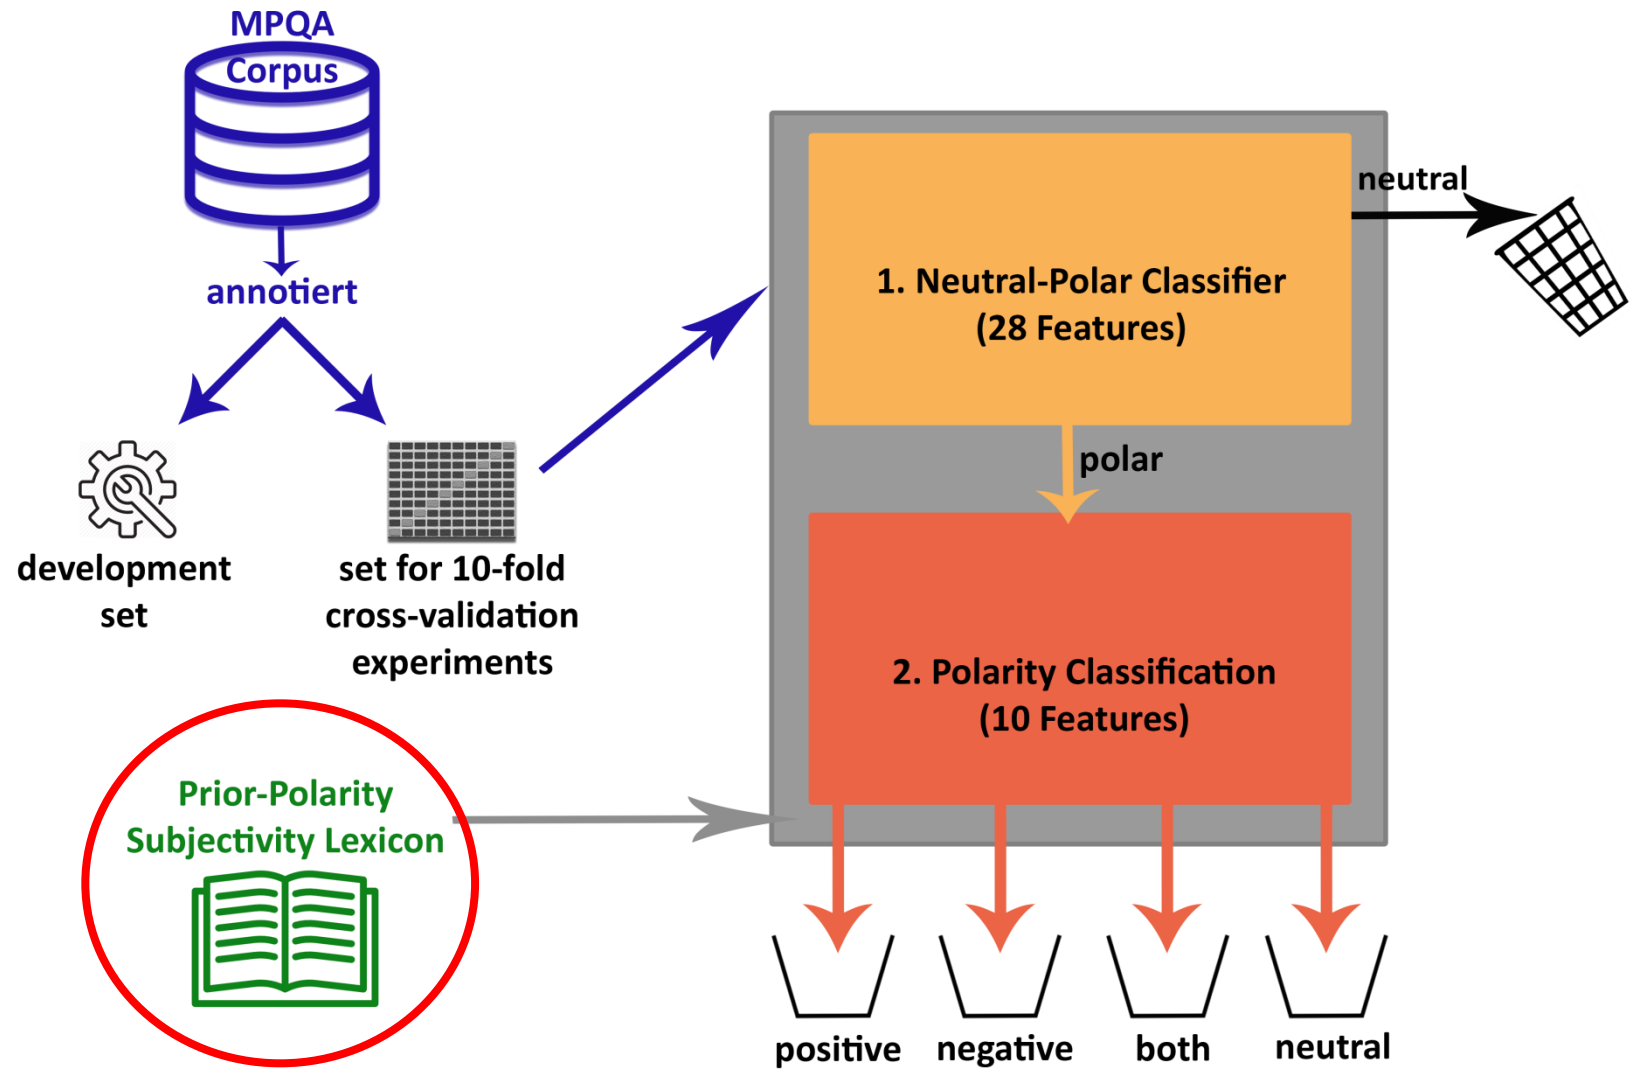 MPQA
Corpus
annotiert
development
set
set for 10-fold
cross-validation
experiments
Prior-Polarity
Subjectivity Lexicon
1. Neutral-Polar Classifier
(28 Features)
neutral
polar
2. Polarity Classification
(10 Features)
positive
negative
both
neutral